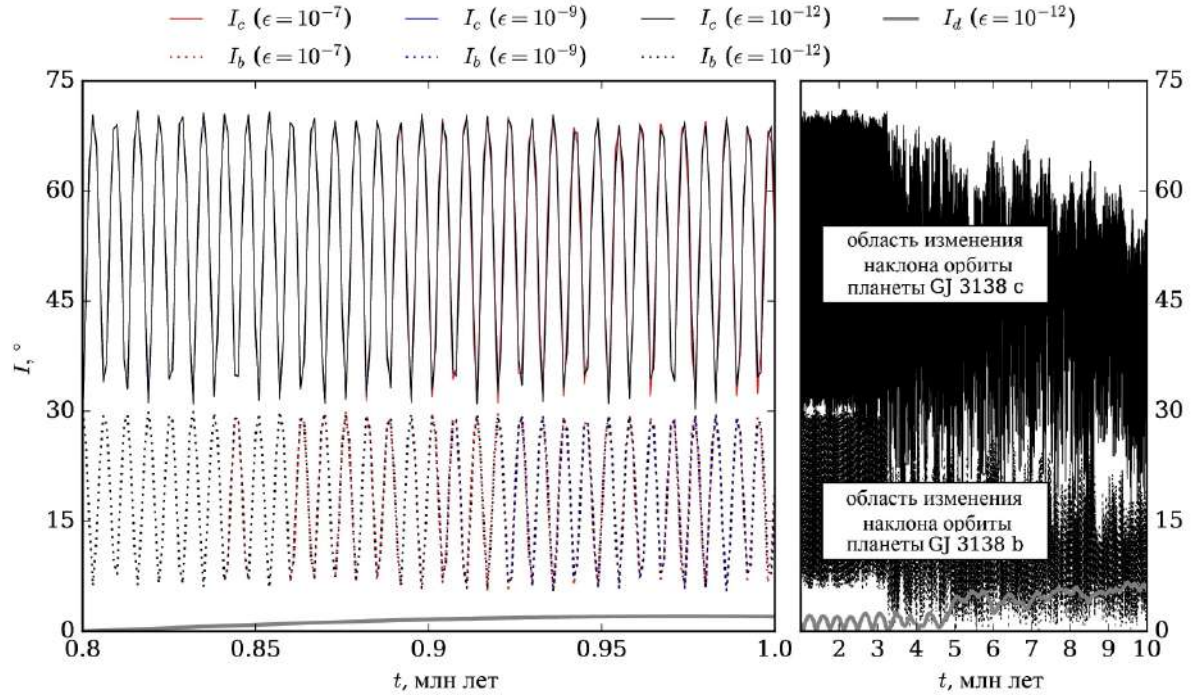 I_c (ϵ=10^{-7}) I_c (ϵ=10^{-9}) I_c (ϵ=10^{-12}) I_d (ϵ=10^{-12})
I_b (ϵ=10^{-7}) I_b (ϵ=10^{-9}) I_b (ϵ=10^{-12})
75
60
45
30
15
0
I, °
0.8 0.85 0.9 0.95 1.0
t, млн лет
область изменения
наклона орбиты
планеты GJ 3138 c
область изменения
наклона орбиты
планеты GJ 3138 b
75
60
45
30
15
0
2 3 4 5 6 7 8 9 10
t, млн лет